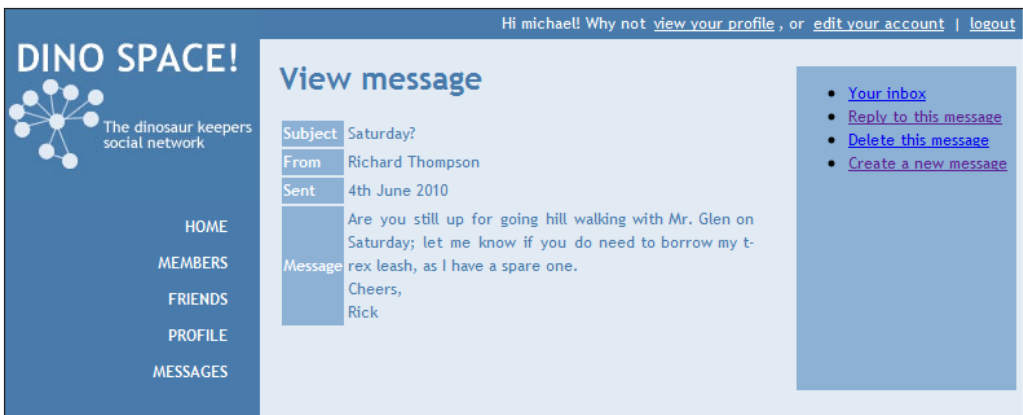 Hi michael! Why not view your profile , or edit your account | logout
DINO SPACE!
The dinosaur keepers
social network
HOME
MEMBERS
FRIENDS
PROFILE
MESSAGES
View message
Subject Saturday?
From Richard Thompson
Sent 4th June 2010
Message
Are you still up for going hill walking with Mr. Glen on
Saturday; let me know if you do need to borrow my t-
rex leash, as I have a spare one.
Cheers,
Rick
Your inbox
Reply to this message
Delete this message
Create a new message